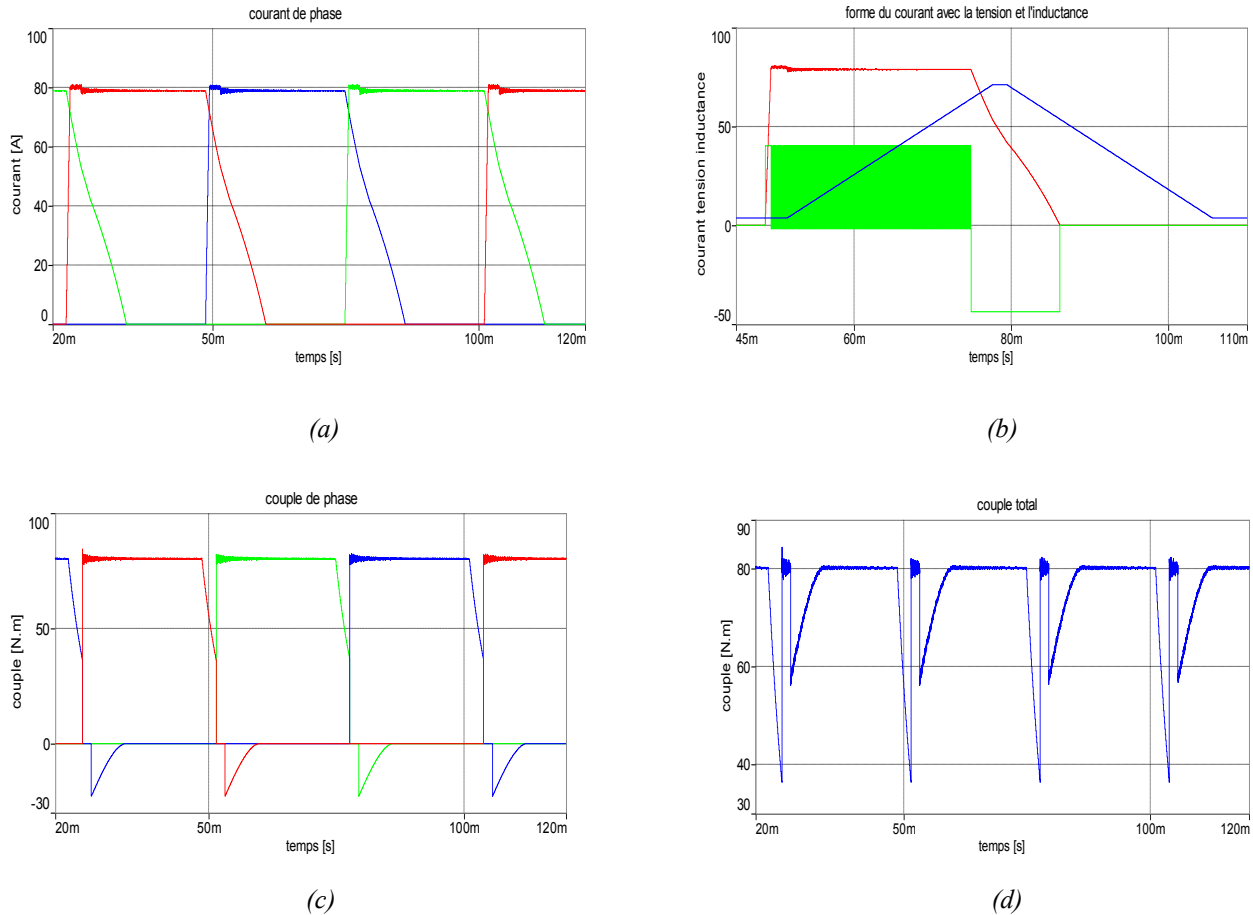 courant de phase
100
80
60
40
20
0
courant [A]
20m 50m 100m 120m
temps [s]
(a)
forme du courant avec la tension et l'inductance
100
50
0
-50
courant tension inductance
45m 60m 80m 100m 110m
temps [s]
(b)
couple de phase
100
50
0
-30
couple [N.m]
20m 50m 100m 120m
temps [s]
(c)
couple total
90
80
60
40
30
couple [N.m]
20m 50m 100m 120m
temps [s]
(d)